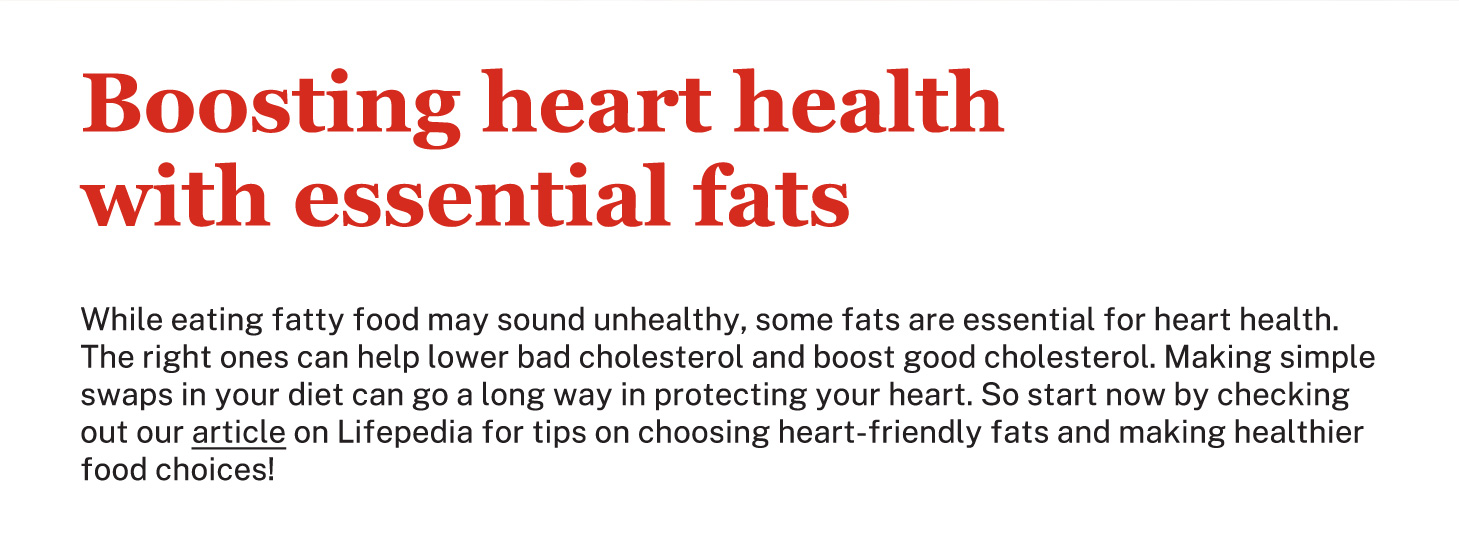 Boosting heart health
with essential fats
While eating fatty food may sound unhealthy, some fats are essential for heart health.
The right ones can help lower bad cholesterol and boost good cholesterol. Making simple
swaps in your diet can go a long way in protecting your heart. So start now by checking
out our article on Lifepedia for tips on choosing heart-friendly fats and making healthier
food choices!